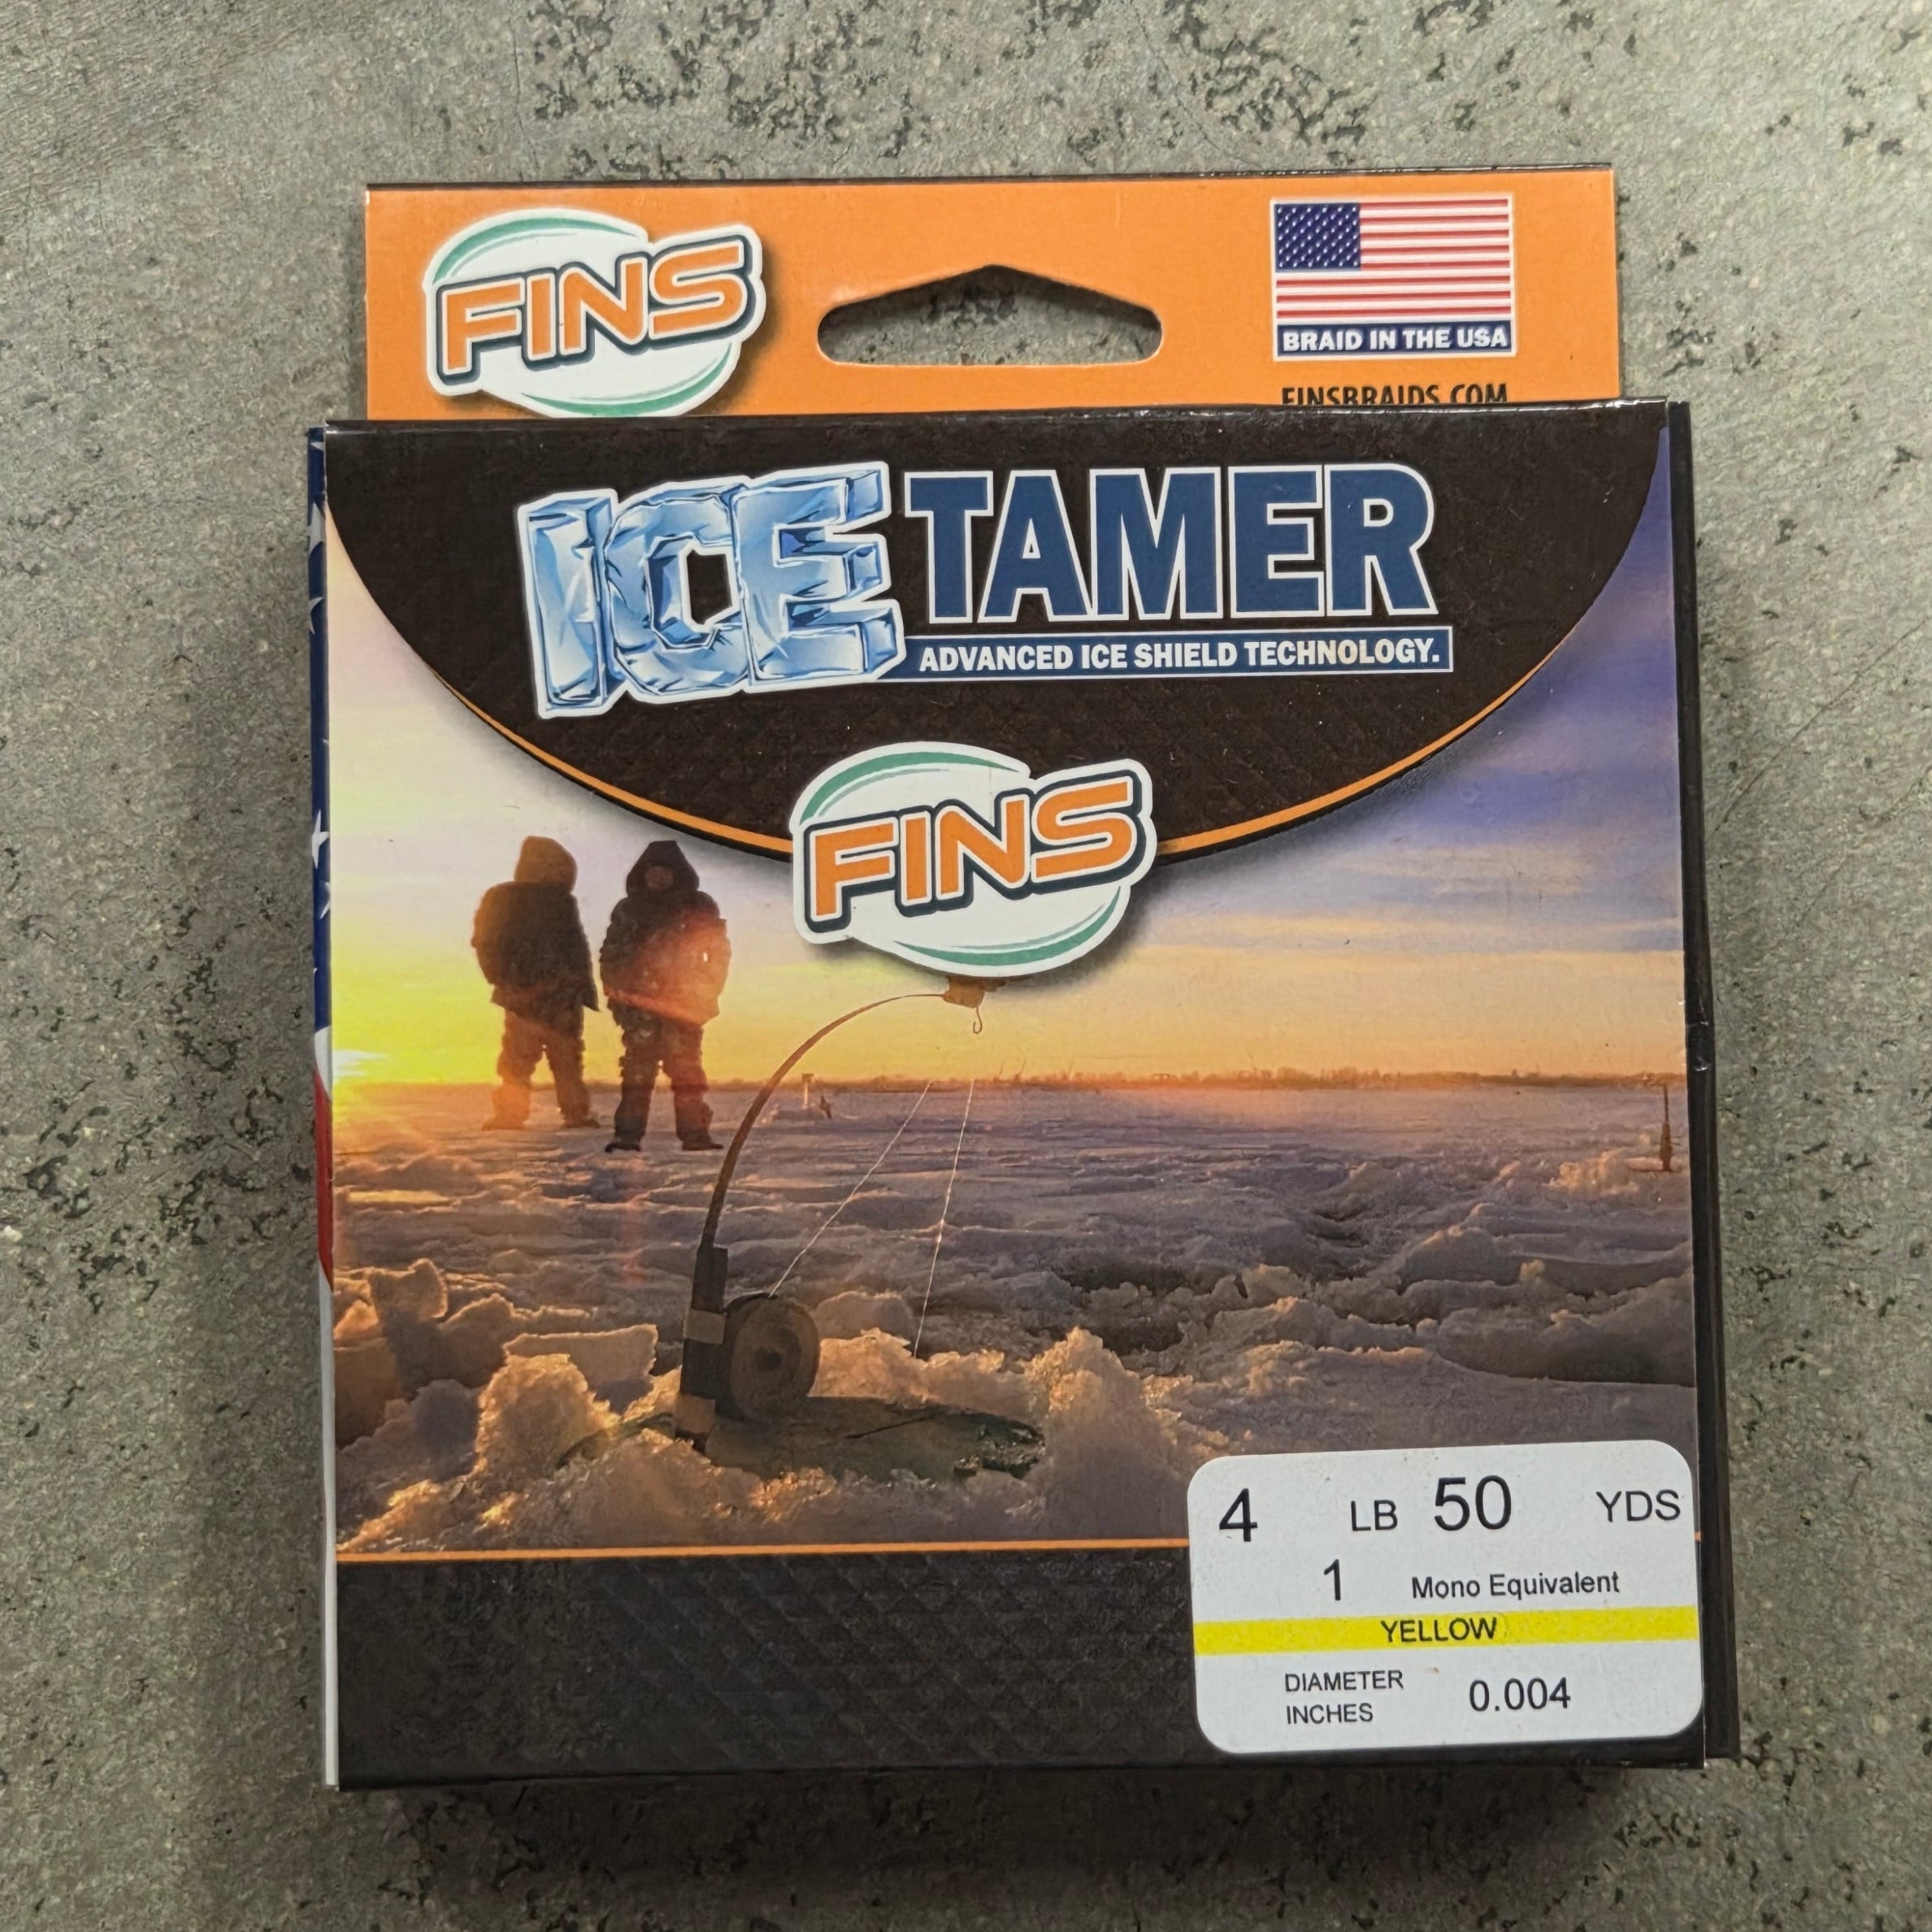 FINS
BRAID IN THE USA
FINSBRAIDS.COM
ICE TAMER
ADVANCED ICE SHIELD TECHNOLOGY.
FINS
4 LB 50 YDS
1 Mono Equivalent
YELLOW
DIAMETER
INCHES 0.004